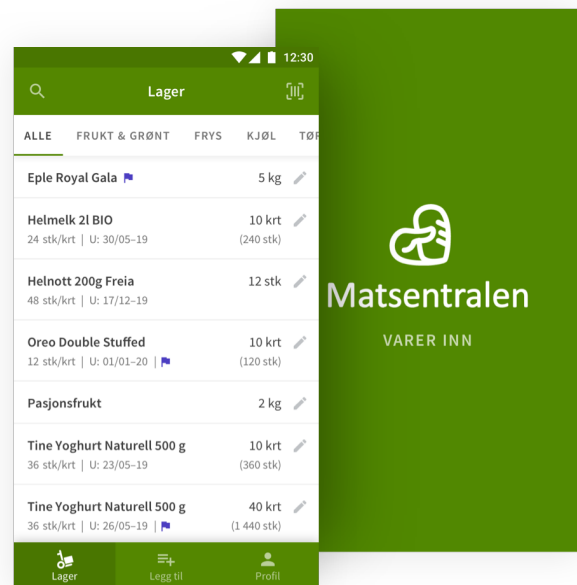 12:30
Lager
ALLE FRUKT & GRØNT FRYS KJØL TØR
Eple Royal Gala 5 kg
Helmelk 2l BIO 10 krt
24 stk/krt | U: 30/05–19 (240 stk)
Helnott 200g Freia 12 stk
48 stk/krt | U: 17/12–19
Oreo Double Stuffed 10 krt
12 stk/krt | U: 01/01–20 | (120 stk)
Pasjonsfrukt 2 kg
Tine Yoghurt Naturell 500 g 10 krt
36 stk/krt | U: 23/05–19 (360 stk)
Tine Yoghurt Naturell 500 g 40 krt
36 stk/krt | U: 26/05–19 | (1 440 stk)
Lager Legg til Profil
Matsentralen
VARER INN